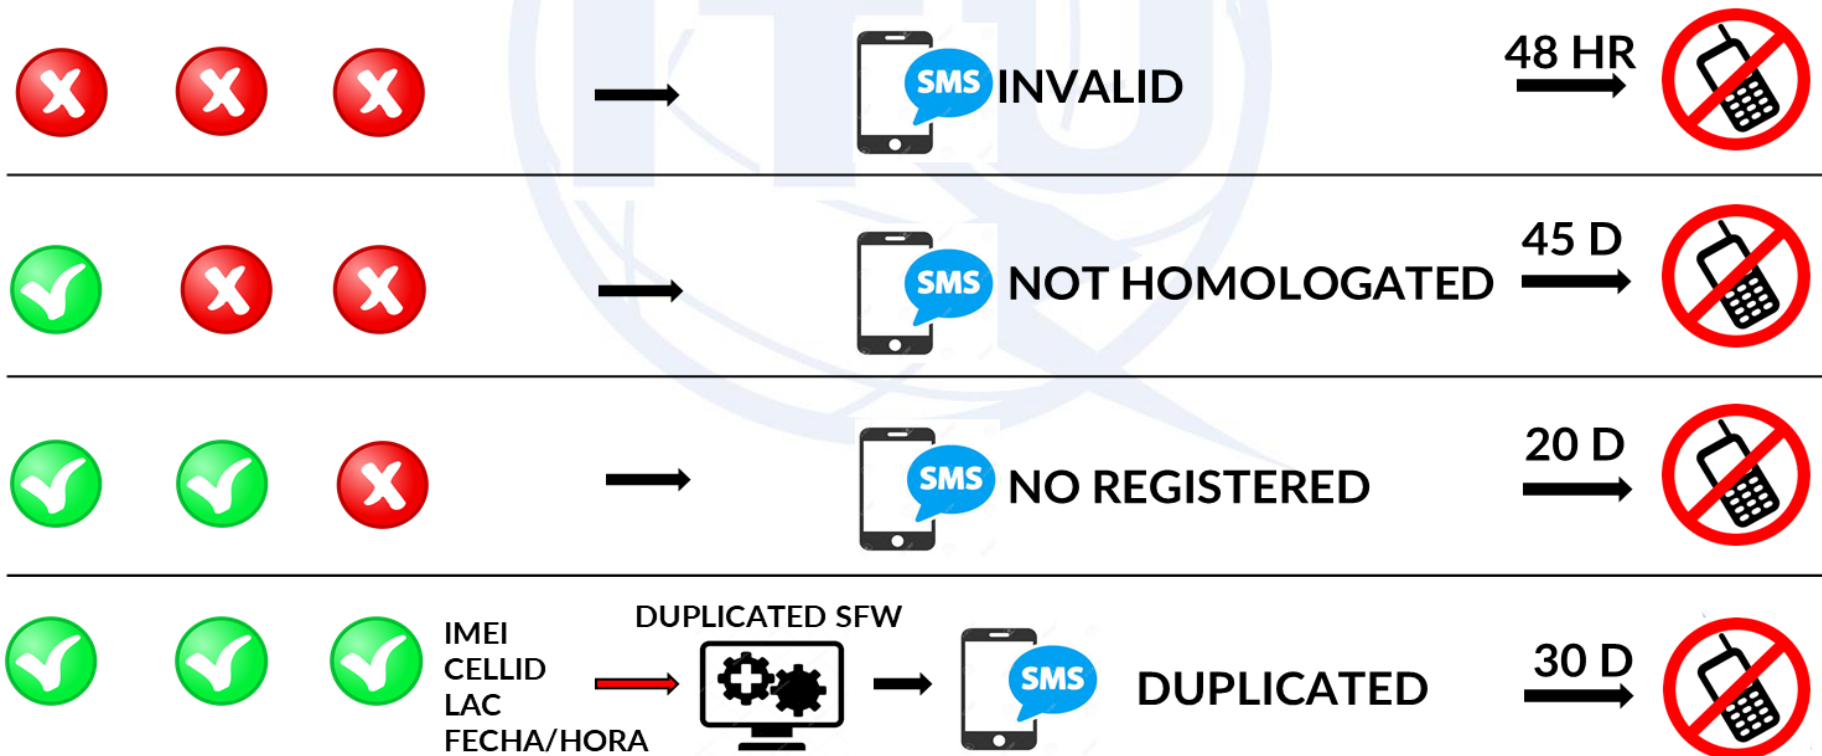 ITU
SMS INVALID
48 HR
SMS NOT HOMOLOGATED
45 D
SMS NO REGISTERED
20 D
IMEI
CELLID
LAC
FECHA/HORA
DUPLICATED SFW
SMS DUPLICATED
30 D